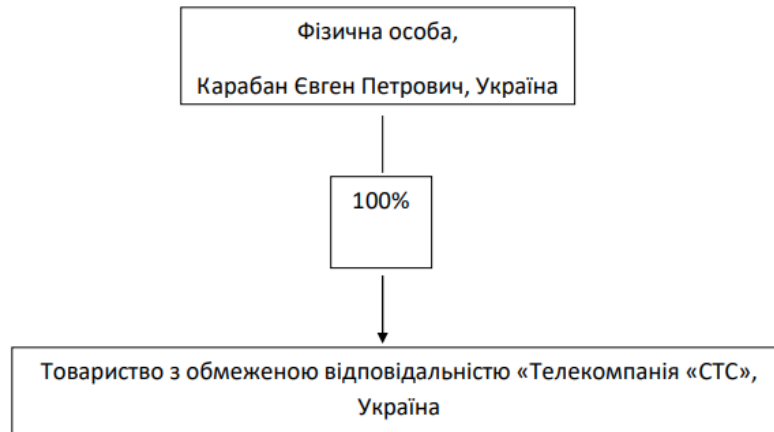 Фізична особа,
Карабан Євген Петрович, Україна
100%
Товариство з обмеженою відповідальністю «Телекомпанія «СТС»,
Україна